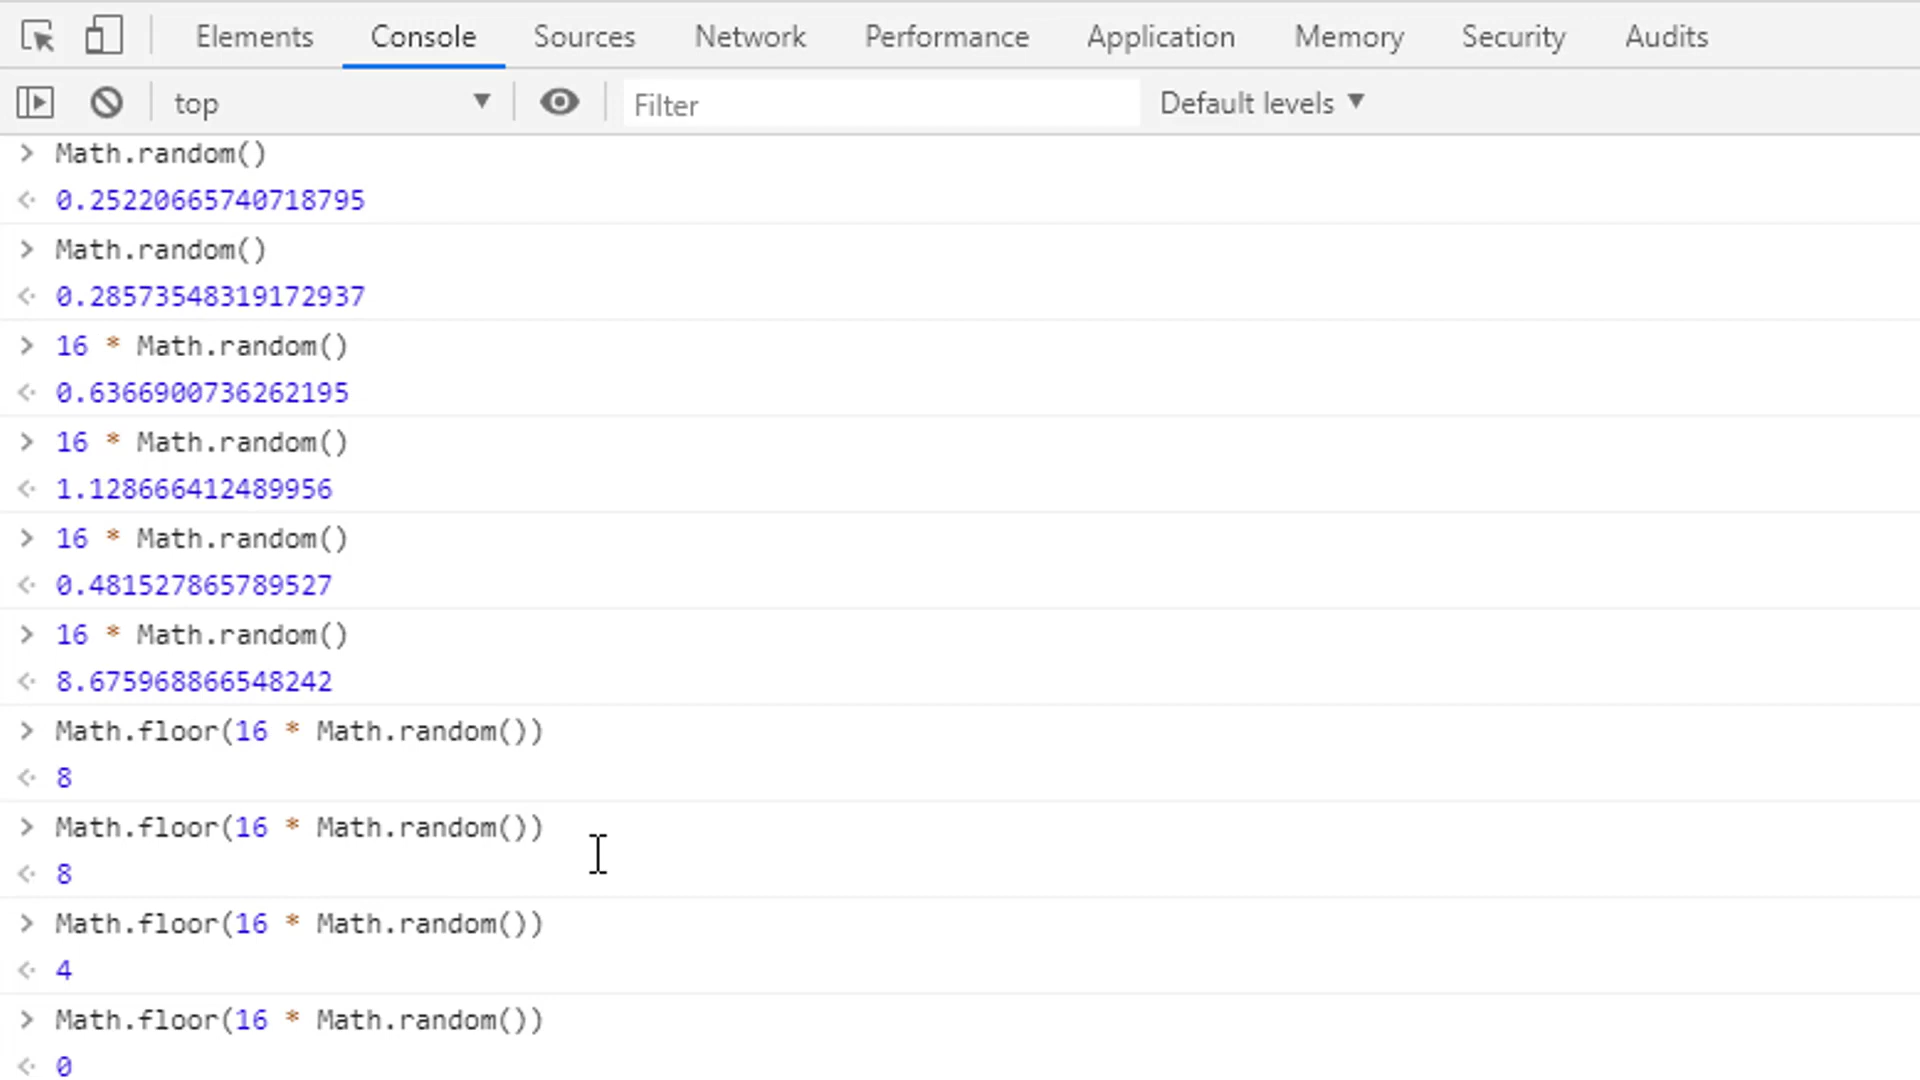 Elements Console Sources Network Performance Application Memory Security Audits
top Filter Default levels
> Math.random()
0.25220665740718795
> Math.random()
0.28573548319172937
> 16 * Math.random()
0.6366900736262195
> 16 * Math.random()
1.128666412489956
> 16 * Math.random()
0.481527865789527
> 16 * Math.random()
8.675968866548242
> Math.floor(16 * Math.random())
8
> Math.floor(16 * Math.random())
8
> Math.floor(16 * Math.random())
4
> Math.floor(16 * Math.random())
0